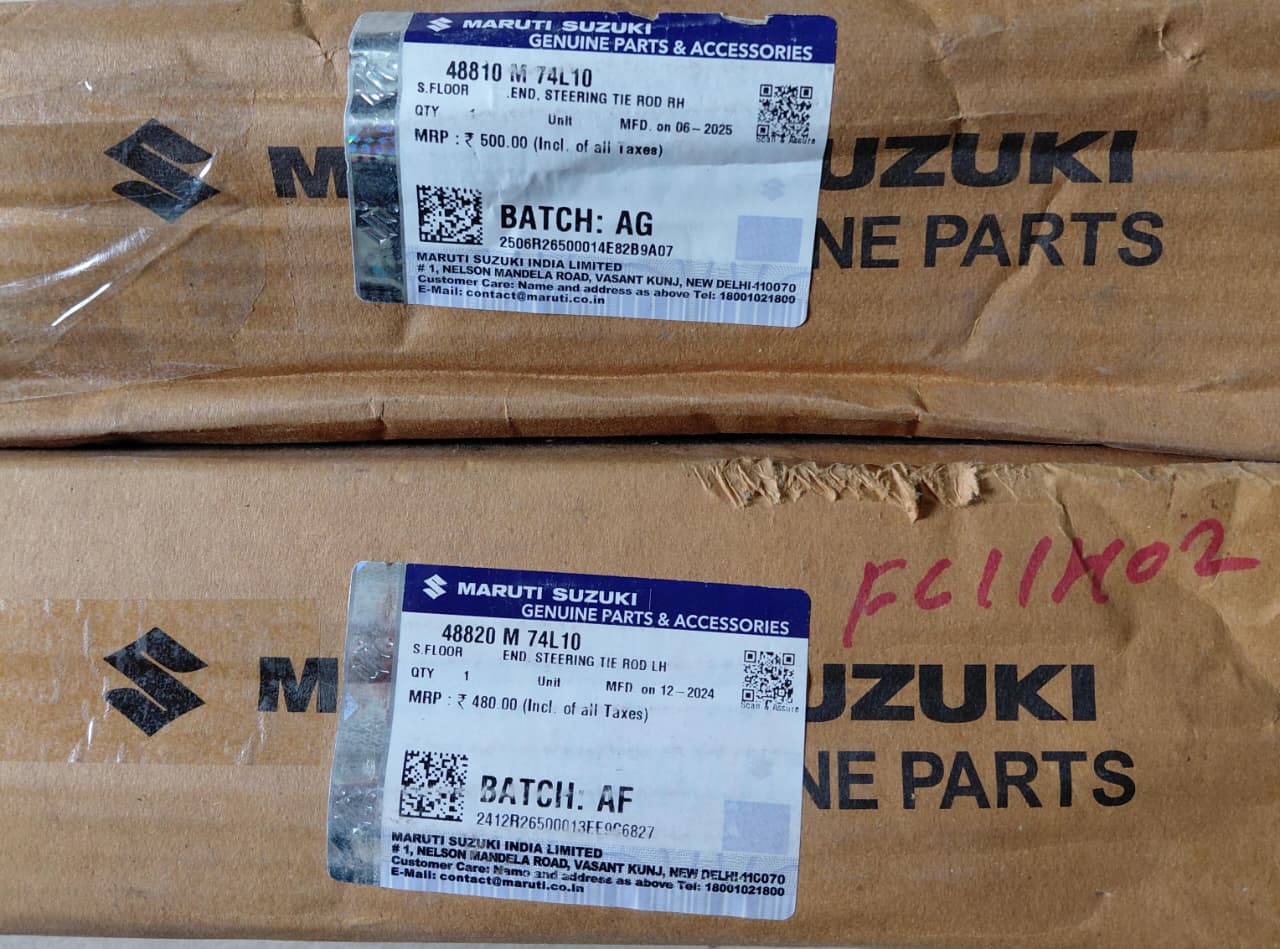 MARUTI SUZUKI
GENUINE PARTS & ACCESSORIES
48810 M 74L10
S.FLOOR .END, STEERING TIE ROD RH
QTY 1 Unit MFD. on 06-2025
MRP : ₹ 500.00 (Incl. of all Taxes)
Scan & Assure
BATCH: AG
2506R26500014E82B9A07
MARUTI SUZUKI INDIA LIMITED
# 1, NELSON MANDELA ROAD, VASANT KUNJ, NEW DELHI-110070
Customer Care: Name and address as above Tel: 18001021800
E-Mail: contact@maruti.co.in
M UZUKI
NE PARTS
FC11H02
MARUTI SUZUKI
GENUINE PARTS & ACCESSORIES
48820 M 74L10
S.FLOOR END, STEERING TIE ROD LH
QTY 1 Unit MFD on 12-2024
MRP : ₹ 480.00 (Incl. of all Taxes)
Scan & Assure
BATCH: AF
2412R26500013EE9C6827
MARUTI SUZUKI INDIA LIMITED
# 1, NELSON MANDELA ROAD, VASANT KUNJ, NEW DELHI-110070
Customer Care: Name and address as above Tel: 18001021800
E-Mail: contact@maruti.co.in
M UZUKI
NE PARTS